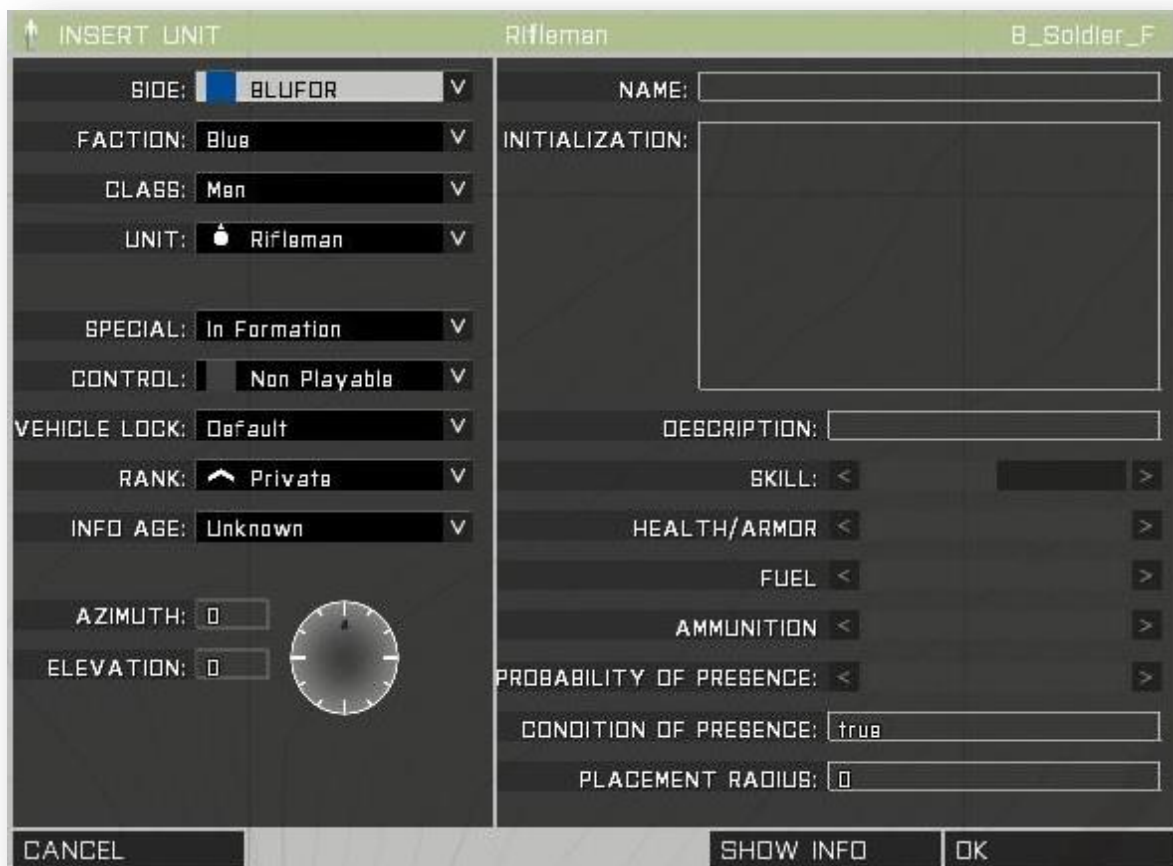 INSERT UNIT Rifleman B_Soldier_F
SIDE: BLUFOR V
FACTION: Blue V
CLASS: Men V
UNIT: Rifleman V
SPECIAL: In Formation V
CONTROL: Non Playable V
VEHICLE LOCK: Default V
RANK: Private V
INFO AGE: Unknown V
AZIMUTH: 0
ELEVATION: 0
NAME:
INITIALIZATION:
DESCRIPTION:
SKILL: < >
HEALTH/ARMOR < >
FUEL < >
AMMUNITION < >
PROBABILITY OF PRESENCE: < >
CONDITION OF PRESENCE: true
PLACEMENT RADIUS: 0
CANCEL SHOW INFO OK